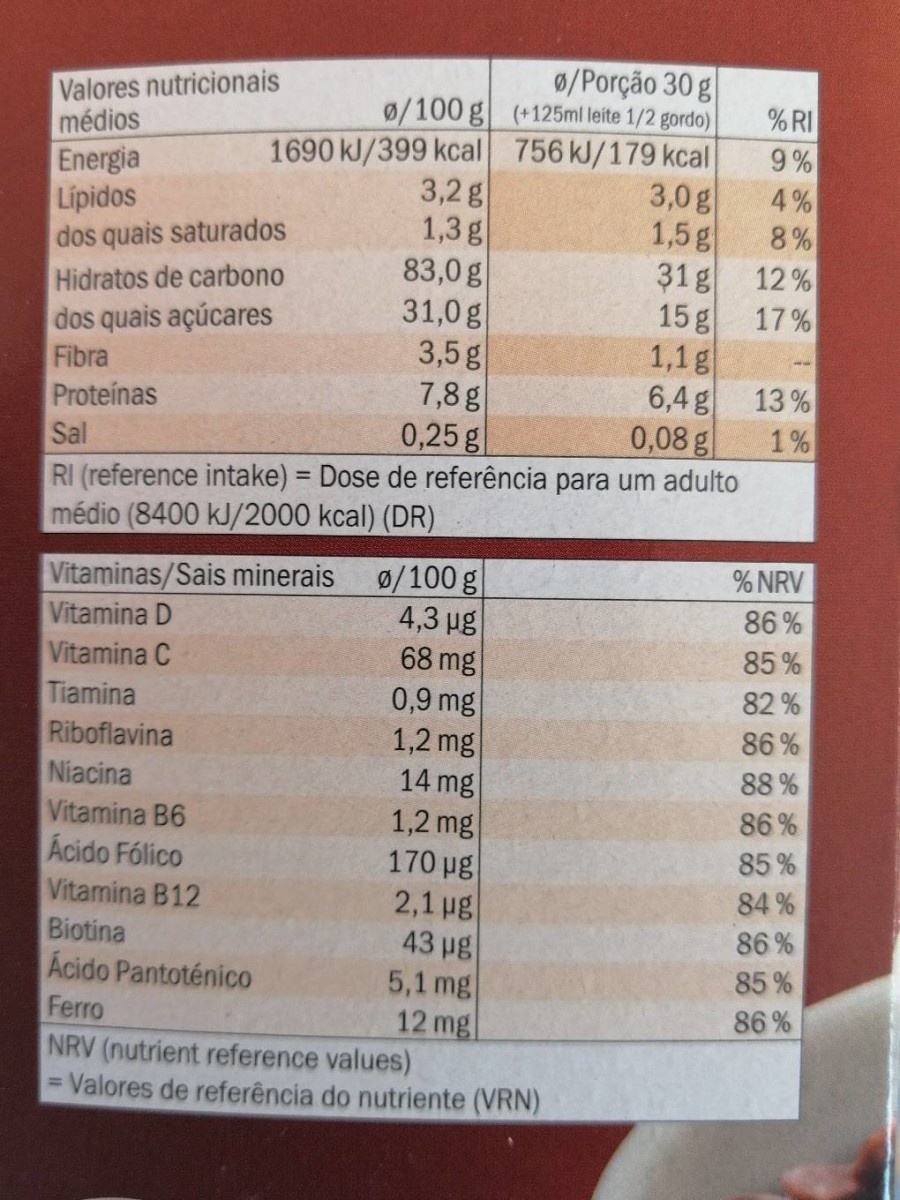 Valores nutricionais médios ø/100 g ø/Porção 30 g (+125ml leite 1/2 gordo) % RI
Energia 1690 kJ/399 kcal 756 kJ/179 kcal 9 %
Lípidos 3,2 g 3,0 g 4 %
dos quais saturados 1,3 g 1,5 g 8 %
Hidratos de carbono 83,0 g 31 g 12 %
dos quais açúcares 31,0 g 15 g 17 %
Fibra 3,5 g 1,1 g --
Proteínas 7,8 g 6,4 g 13 %
Sal 0,25 g 0,08 g 1 %
RI (reference intake) = Dose de referência para um adulto
médio (8400 kJ/2000 kcal) (DR)
Vitaminas/Sais minerais ø/100 g % NRV
Vitamina D 4,3 µg 86 %
Vitamina C 68 mg 85 %
Tiamina 0,9 mg 82 %
Riboflavina 1,2 mg 86 %
Niacina 14 mg 88 %
Vitamina B6 1,2 mg 86 %
Ácido Fólico 170 µg 85 %
Vitamina B12 2,1 µg 84 %
Biotina 43 µg 86 %
Ácido Pantoténico 5,1 mg 85 %
Ferro 12 mg 86 %
NRV (nutrient reference values)
= Valores de referência do nutriente (VRN)